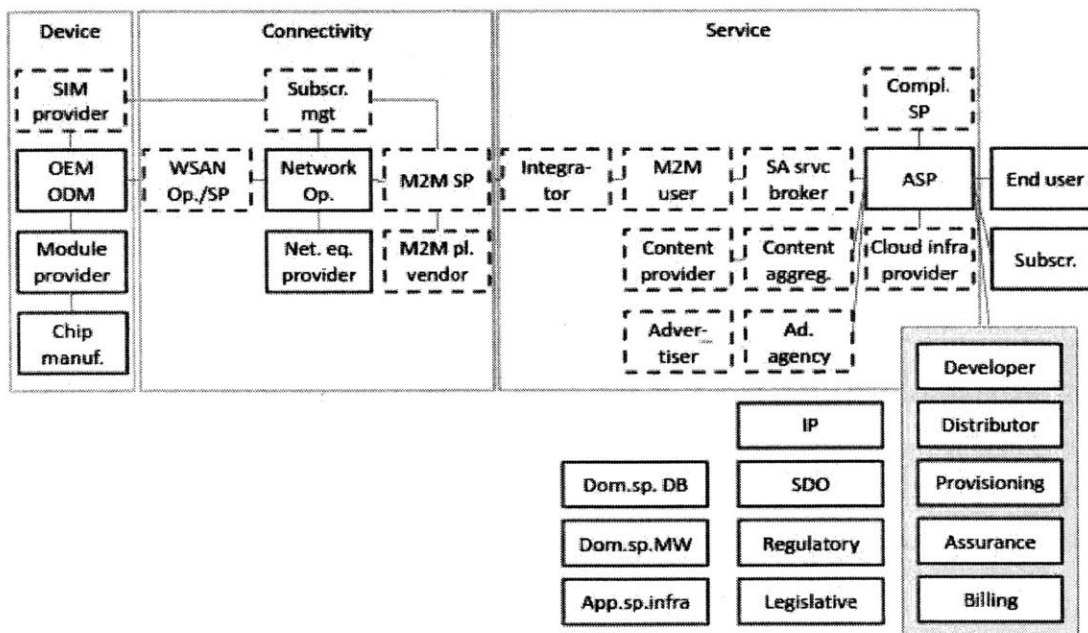 Device
Connectivity
Service
SIM
provider
Subscr.
mgt
Compl.
SP
OEM
ODM
WSAN
Op./SP
Network
Op.
M2M SP
Integra-
tor
M2M
user
SA srvc
broker
ASP
End user
Module
provider
Net. eq.
provider
M2M pl.
vendor
Content
provider
Content
aggreg.
Cloud infra
provider
Subscr.
Chip
manuf.
Adver-
tiser
Ad.
agency
Developer
IP
Distributor
Dom.sp. DB
SDO
Provisioning
Dom.sp.MW
Regulatory
Assurance
App.sp.infra
Legislative
Billing